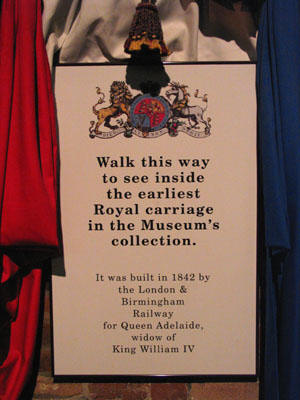 Walk this way
to see inside
the earliest
Royal carriage
in the Museum's
collection.
It was built in 1842 by
the London &
Birmingham
Railway
for Queen Adelaide,
widow of
King William IV